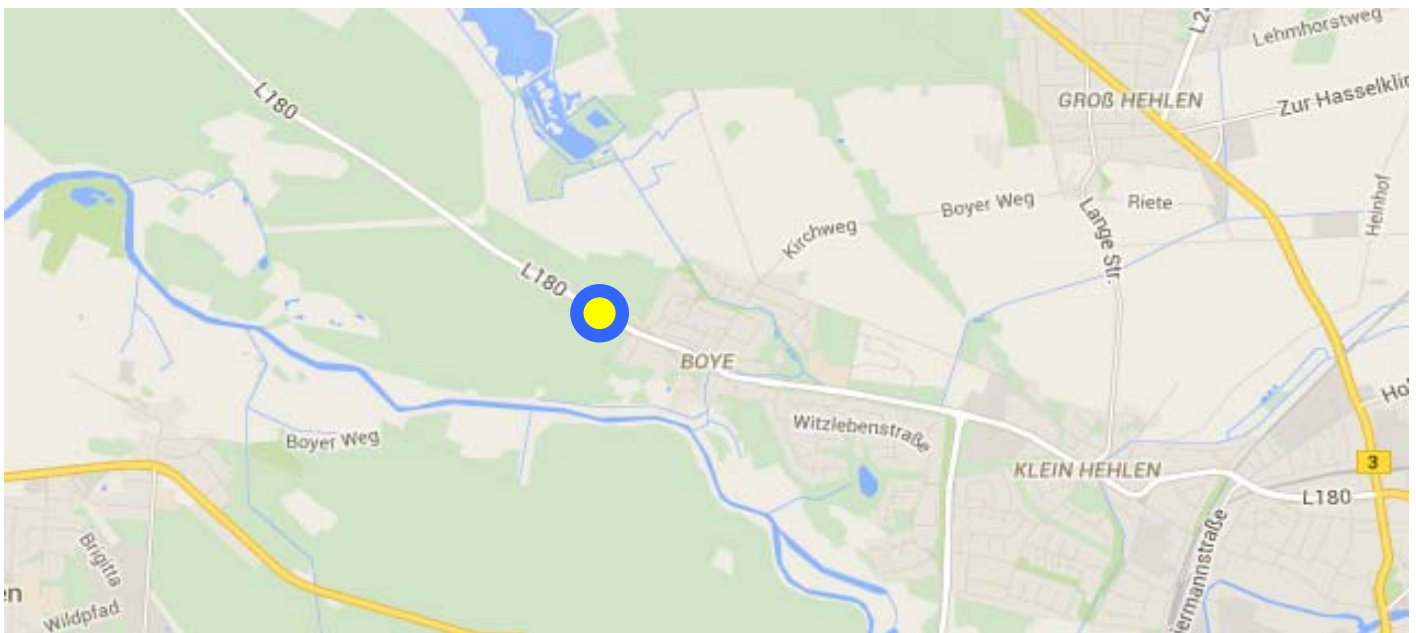 L180
Lehmhorstweg
GROß HEHLEN
Zur Hasselkli
Boyer Weg
Riete
Heinhof
Kirchweg
Lange Str.
L180
BOYE
Witzlebenstraße
Boyer Weg
KLEIN HEHLEN
3
L180
Brigitta
Wildpfad
en
iermannstraße